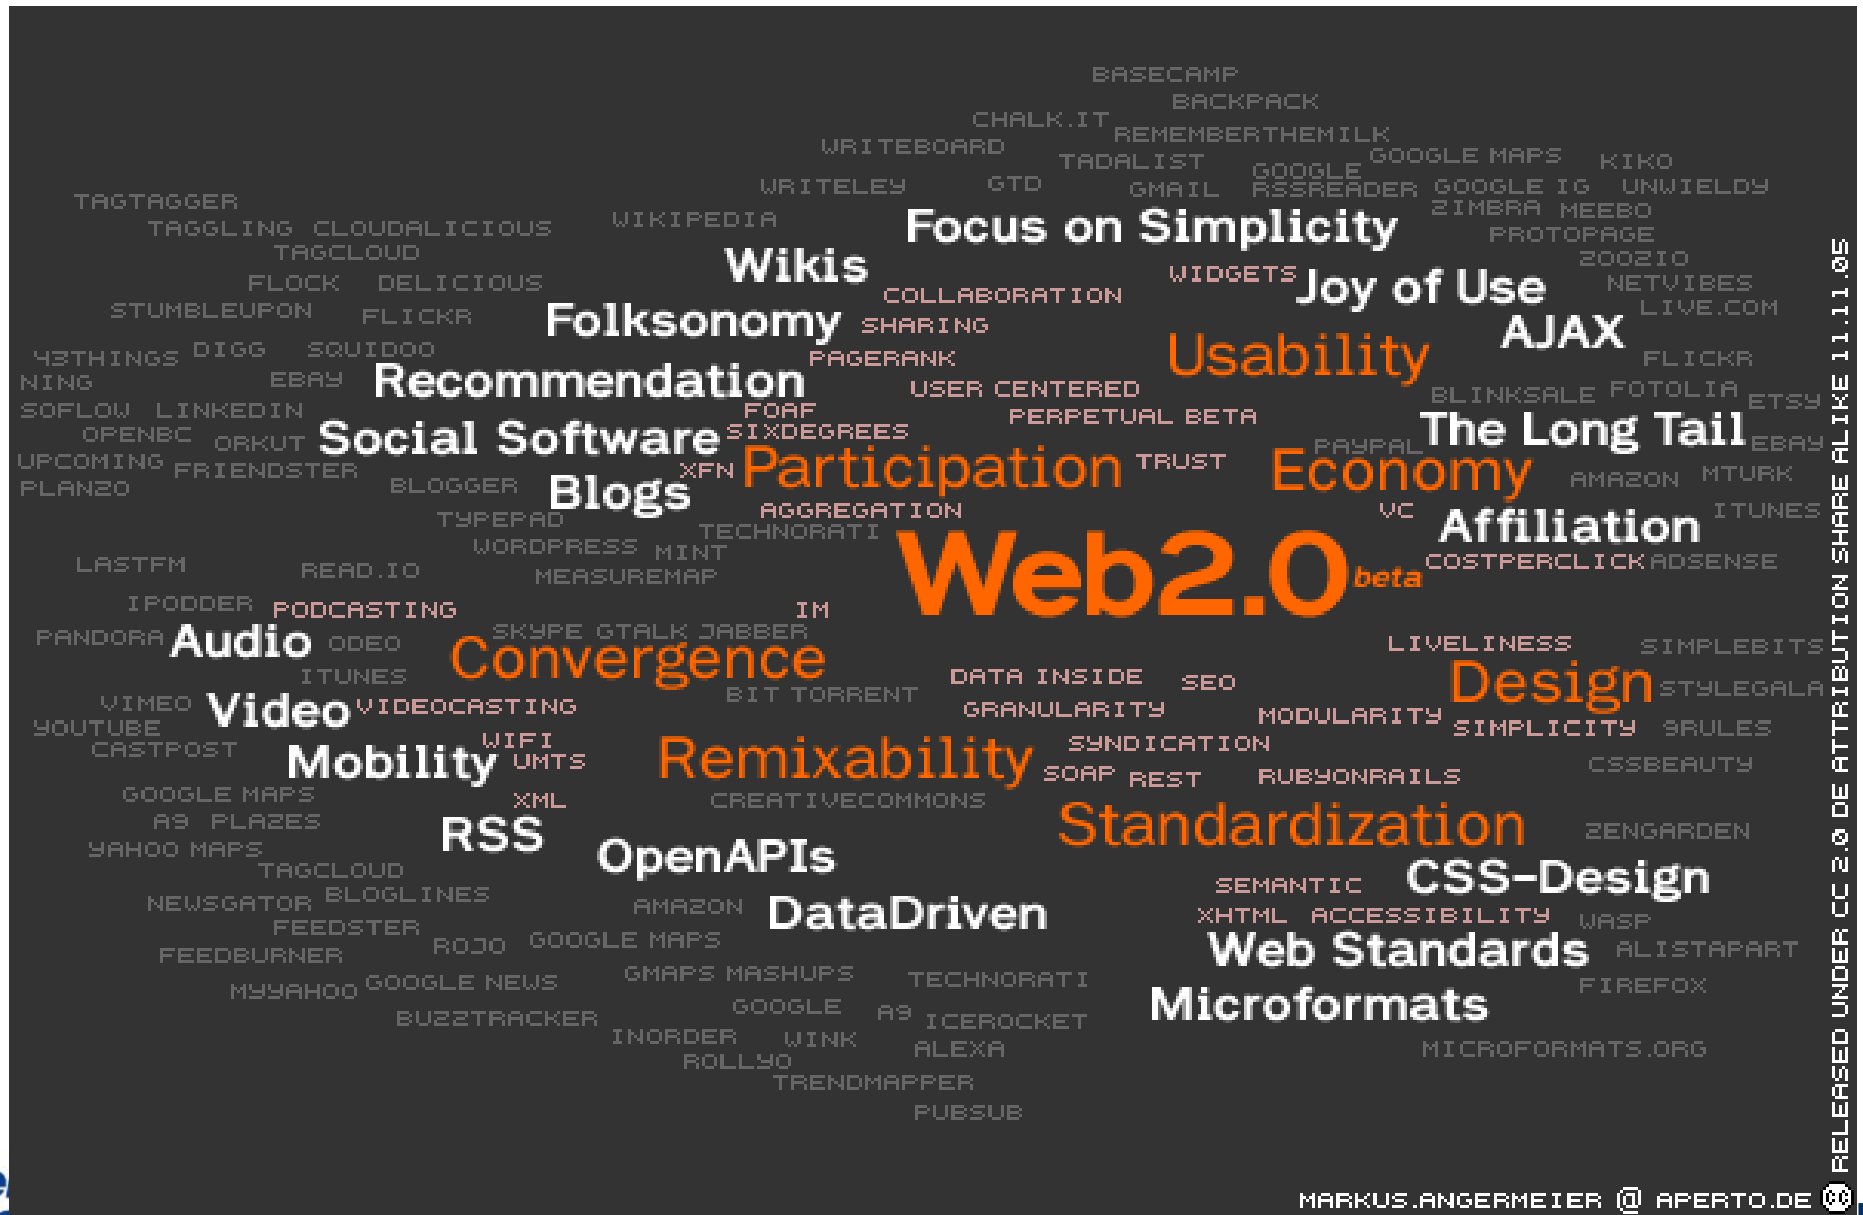 BASECAMP
BACKPACK
CHALK.IT
REMEMBERTHEMILK
WRITEBOARD
TADALIST
GOOGLE MAPS
KIKO
GOOGLE
RSSREADER
WRITELEY
GTD
GMAIL
GOOGLE IG
UNWIELDY
TAGTAGGER
ZIMBRA
MEEBO
WIKIPEDIA
Focus on Simplicity
TAGGLING
CLOUDALICIOUS
PROTOPAGE
TAGCLOUD
Wikis
ZOOZIO
WIDGETS
Joy of Use
FLOCK
DELICIOUS
NETVIBES
COLLABORATION
LIVE.COM
STUMBLEUPON
FLICKR
Folksonomy
SHARING
AJAX
43THINGS
DIGG
SQUIDOO
PAGERANK
Usability
FLICKR
NING
EBAY
Recommendation
USER CENTERED
BLINKSALE
FOTOLIA
ETSY
SOFLOW
LINKEDIN
FOAF
PERPETUAL BETA
OPENBC
ORKUT
Social Software
SIXDEGREES
PAYPAL
The Long Tail
EBAY
UPCOMING
FRIENDSTER
XFN
Participation
TRUST
Economy
AMAZON
MTURK
PLANZO
BLOGGER
Blogs
AGGREGATION
VC
ITUNES
TYPEPAD
TECHNORATI
Affiliation
WORDPRESS
MINT
COSTPERCLICK
ADSENSE
LASTFM
READ.IO
MEASUREMAP
Web2.0
beta
IPODDER
PODCASTING
IM
PANDORA
Audio
ODEO
SKYPE
GTALK
JABBER
Convergence
LIVELINESS
SIMPLEBITS
ITUNES
BIT TORRENT
DATA INSIDE
SEO
Design
STYLEGALA
VIMEO
Video
VIDEOCASTING
GRANULARITY
MODULARITY
SIMPLICITY
9RULES
YOUTUBE
CASTPOST
WIFI
SYNDICATION
Mobility
UMTS
Remixability
SOAP
REST
RUBYONRAILS
CSSBEAUTY
GOOGLE MAPS
XML
CREATIVECOMMONS
A9
PLAZES
RSS
Standardization
ZENGARDEN
YAHOO MAPS
OpenAPIs
TAGCLOUD
CSS-Design
NEWSGATOR
BLOGLINES
SEMANTIC
AMAZON
DataDriven
XHTML
ACCESSIBILITY
WASP
FEEDSTER
ROJO
GOOGLE MAPS
Web Standards
ALISTAPART
FEEDBURNER
GMAPS MASHUPS
TECHNORATI
FIREFOX
MYYAHOO
GOOGLE NEWS
GOOGLE
A9
ICEROCKET
Microformats
BUZZTRACKER
INORDER
WINK
ALEXA
MICROFORMATS.ORG
ROLLYO
TRENDMAPPER
PUBSUB
RELEASED UNDER CC 2.0 DE ATTRIBUTION SHARE ALIKE 11.11.05
MARKUS.ANGERMEIER @ APERTO.DE